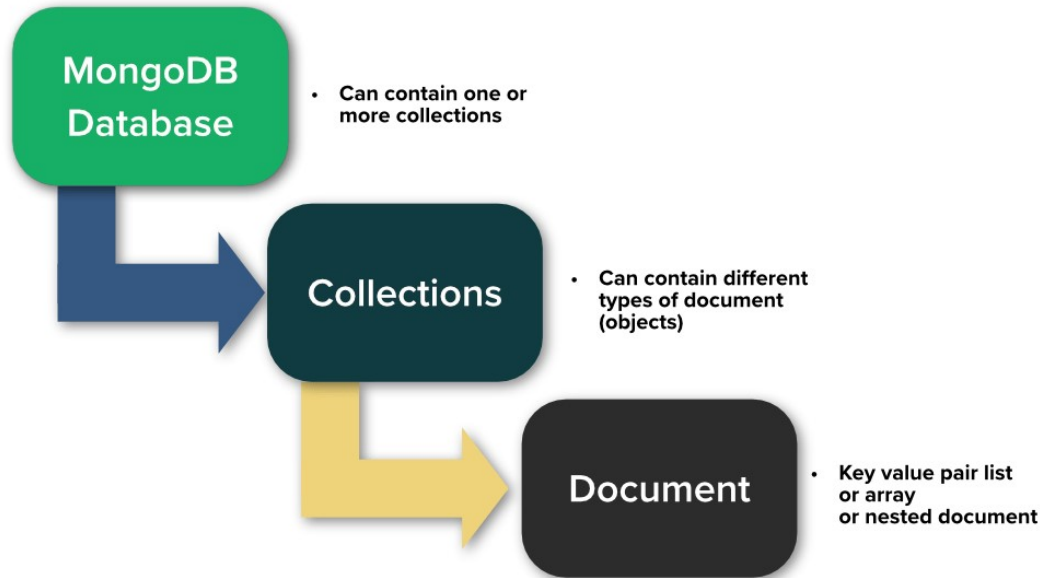 MongoDB
Database
• Can contain one or
more collections
Collections
• Can contain different
types of document
(objects)
Document
• Key value pair list
or array
or nested document